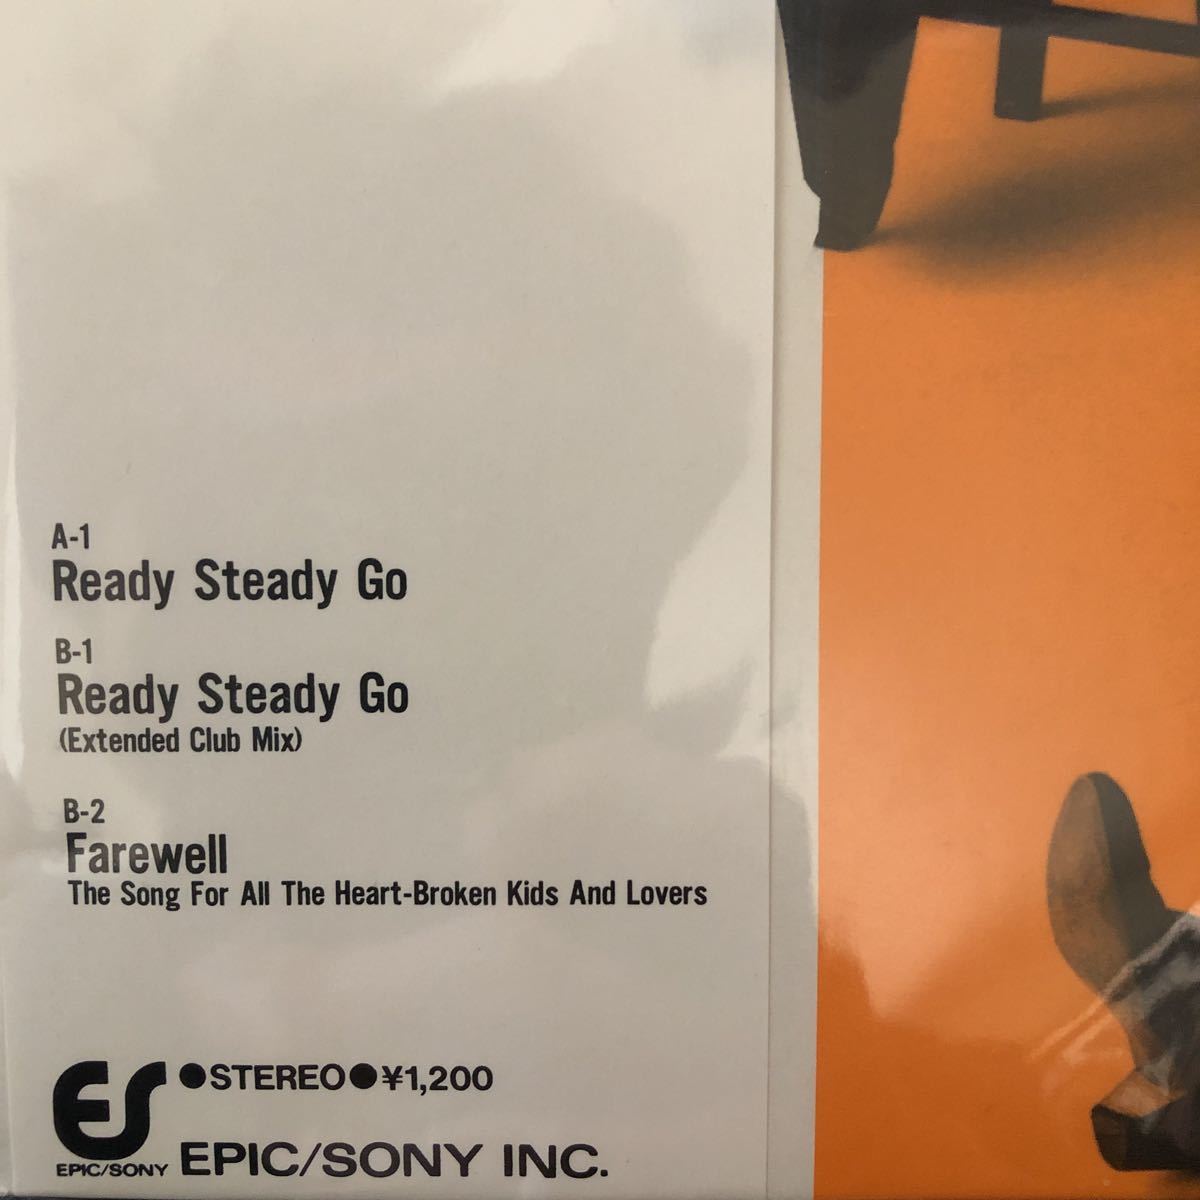 A-1
Ready Steady Go
B-1
Ready Steady Go
(Extended Club Mix)
B-2
Farewell
The Song For All The Heart-Broken Kids And Lovers
ES ●STEREO●¥1,200
EPIC/SONY EPIC/SONY INC.